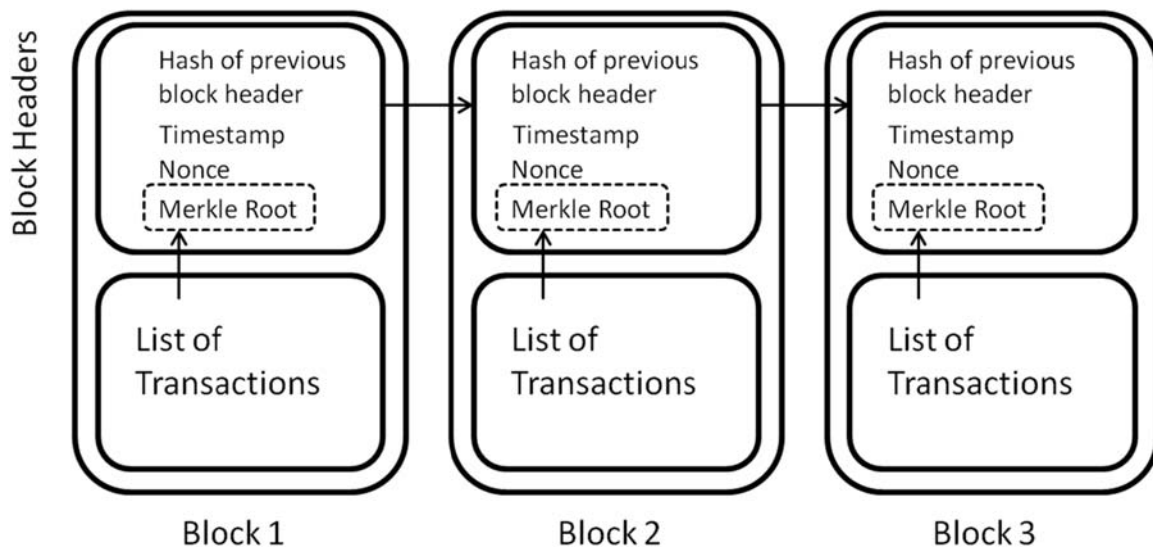 Block Headers
Hash of previous
block header
Timestamp
Nonce
Merkle Root
List of
Transactions
Block 1
Hash of previous
block header
Timestamp
Nonce
Merkle Root
List of
Transactions
Block 2
Hash of previous
block header
Timestamp
Nonce
Merkle Root
List of
Transactions
Block 3